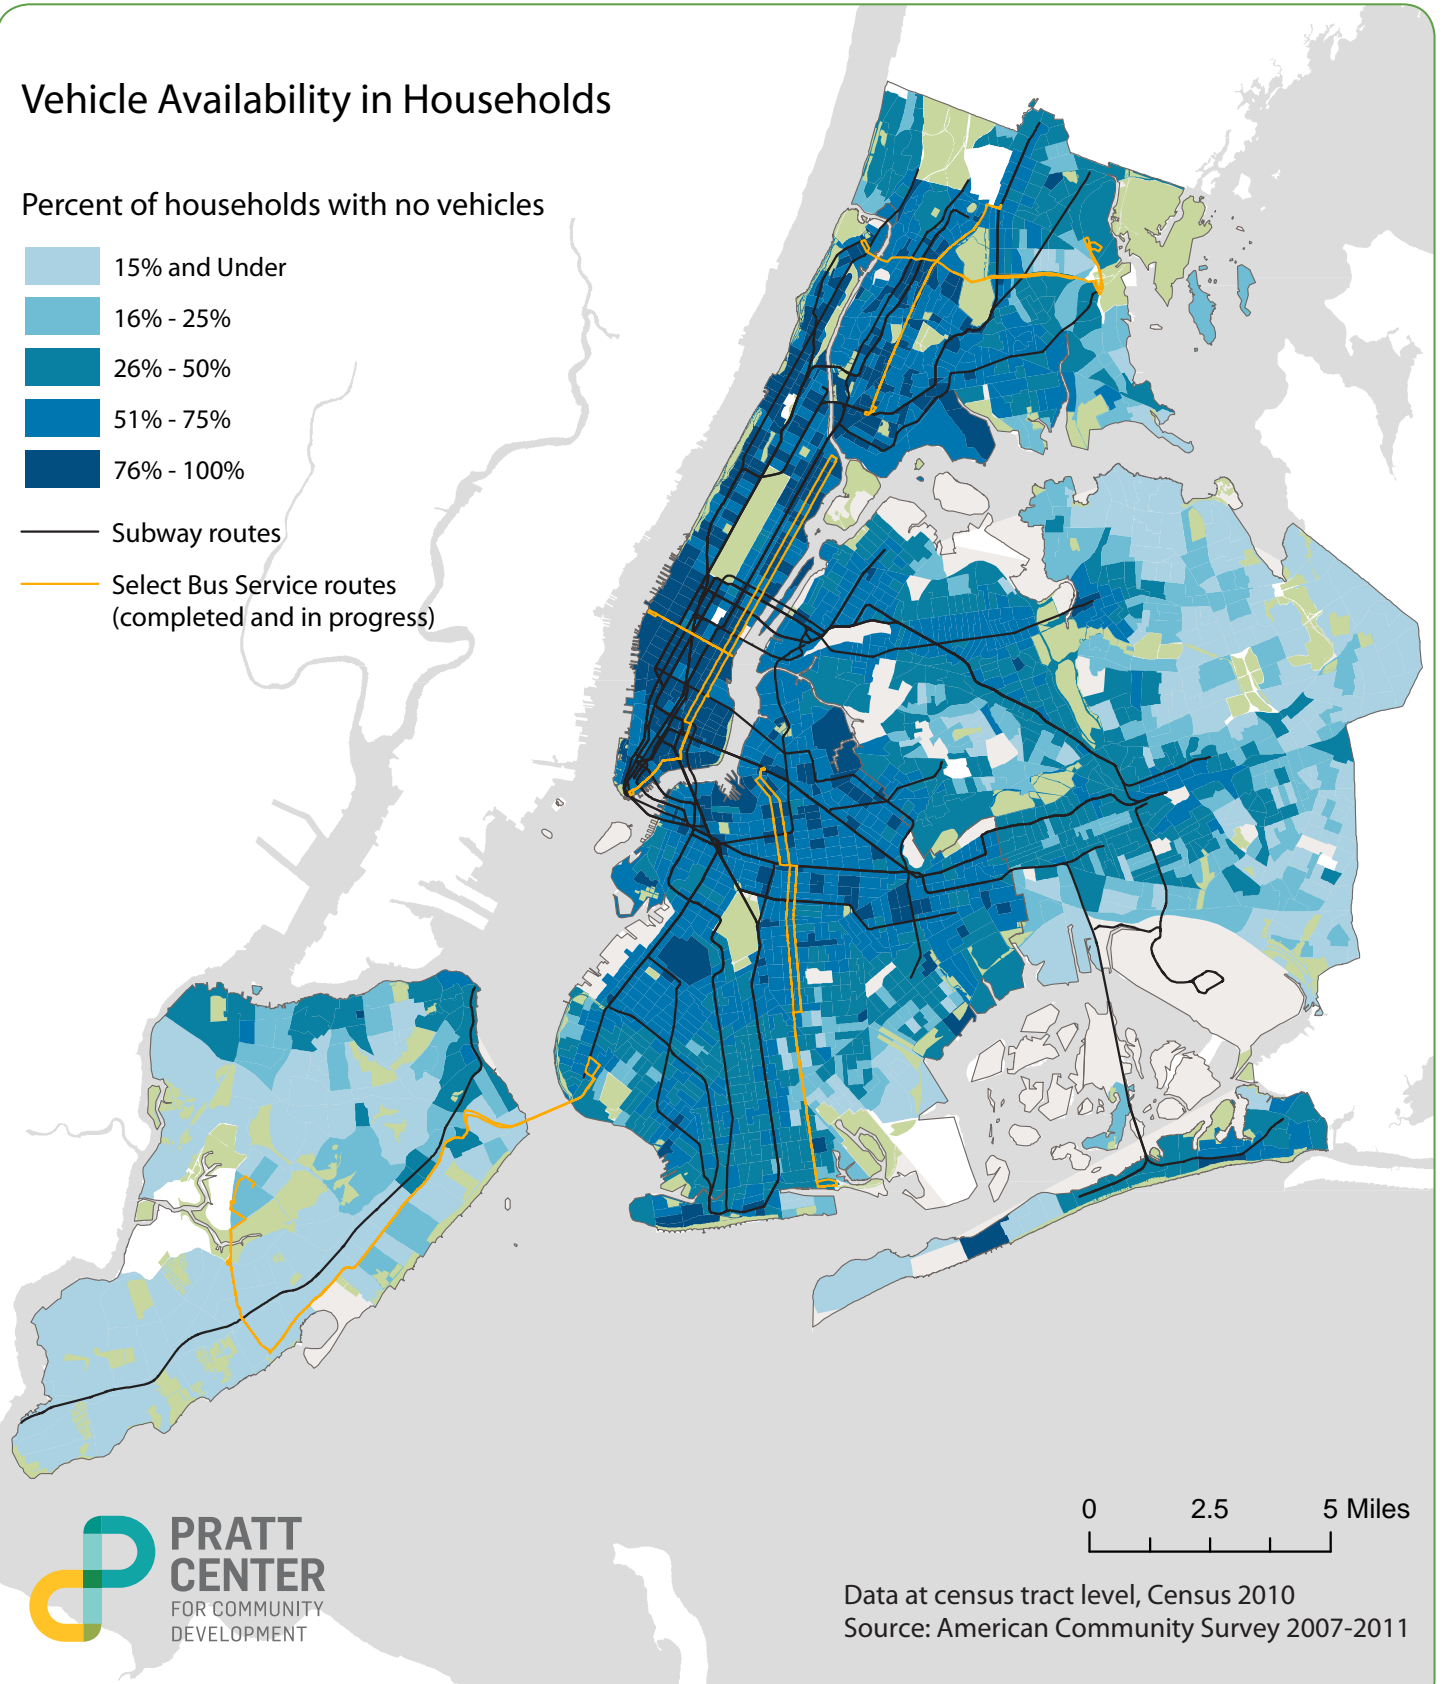 Vehicle Availability in Households
Percent of households with no vehicles
15% and Under
16% - 25%
26% - 50%
51% - 75%
76% - 100%
Subway routes
Select Bus Service routes
(completed and in progress)
0 2.5 5 Miles
Data at census tract level, Census 2010
Source: American Community Survey 2007-2011
PRATT
CENTER
FOR COMMUNITY
DEVELOPMENT